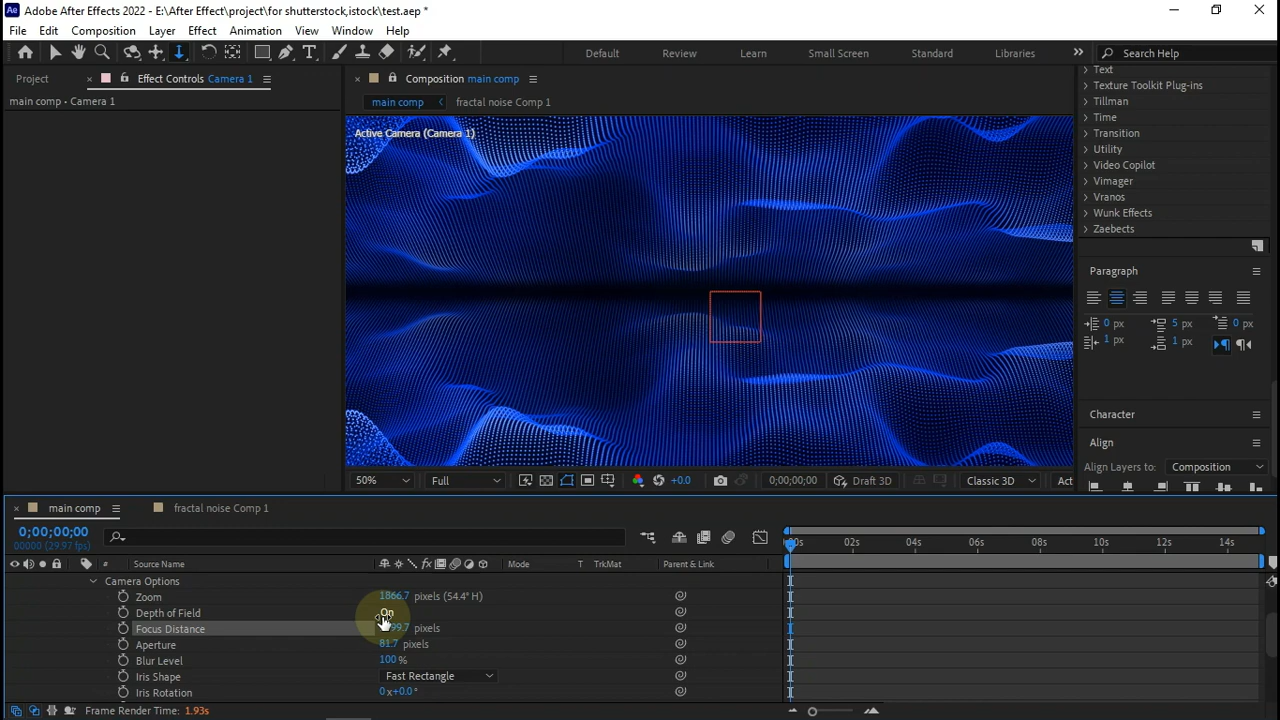 Adobe After Effects 2022 - E:\After Effect\project\for shutterstock,istock\test.aep *
File Edit Composition Layer Effect Animation View Window Help
Default Review Learn Small Screen Standard Libraries Search Help
Project Effect Controls Camera 1 Composition main comp
main comp • Camera 1
main comp fractal noise Comp 1
Active Camera (Camera 1)
Text
Texture Toolkit Plug-ins
Tillman
Time
Transition
Utility
Video Copilot
Vimager
Vranos
Wunk Effects
Zaebects
Paragraph
0 px 5 px 0 px
1 px 1 px
Character
Align
Align Layers to: Composition
50% Full +0.0 0;00;00;00 Draft 3D Classic 3D Act
main comp fractal noise Comp 1
0;00;00;00
00000 (29.97 fps)
00s 02s 04s 06s 08s 10s 12s 14s
# Source Name fx Mode T TrkMat Parent & Link
Camera Options
Zoom 1866.7 pixels (54.4° H)
Depth of Field On
Focus Distance pixels
Aperture 81.7 pixels
Blur Level 100 %
Iris Shape Fast Rectangle
Iris Rotation 0 x+0.0 °
Frame Render Time: 1.93s